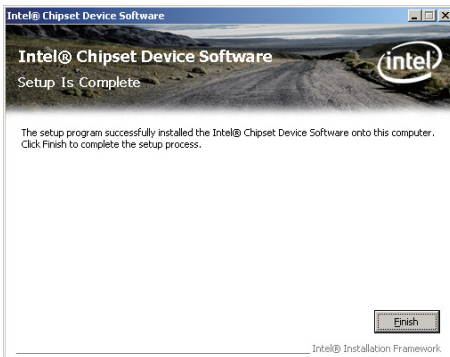 Intel® Chipset Device Software
Intel® Chipset Device Software
Setup Is Complete
intel
The setup program successfully installed the Intel® Chipset Device Software onto this computer.
Click Finish to complete the setup process.
Finish
Intel® Installation Framework